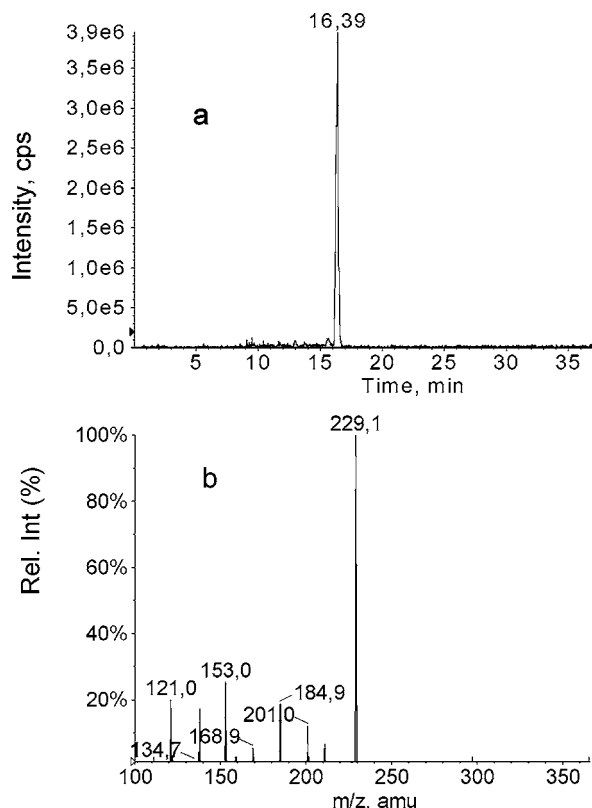 16,39
3,9e6
3,5e6
3,0e6
2,5e6
2,0e6
1,5e6
1,0e6
5,0e5
0,0
Intensity, cps
a
5 10 15 20 25 30 35
Time, min
229,1
100%
80%
60%
40%
20%
Rel. Int (%)
b
153,0
121,0
184,9
201,0
168,9
134,7
100 150 200 250 300 350
m/z, amu